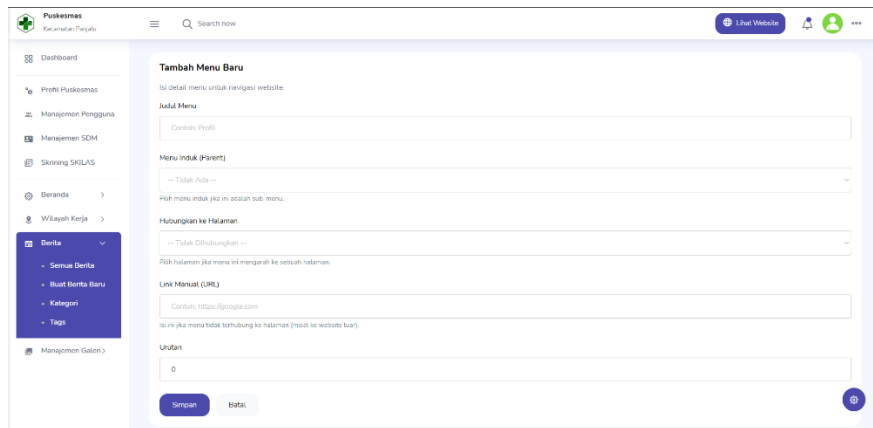 Puskesmas
Kecamatan Panjalu
Search now
Lihat Website
Dashboard
Profil Puskesmas
Manajemen Pengguna
Manajemen SDM
Skrining SKILAS
Beranda
Wilayah Kerja
Berita
Semua Berita
Buat Berita Baru
Kategori
Tags
Manajemen Galeri
Tambah Menu Baru
Isi detail menu untuk navigasi website.
Judul Menu
Contoh: Profil
Menu Induk (Parent)
-- Tidak Ada --
Pilih menu induk jika ini adalah sub-menu.
Hubungkan ke Halaman
-- Tidak Dihubungkan --
Pilih halaman jika menu ini mengarah ke sebuah halaman.
Link Manual (URL)
Contoh: https://google.com
Isi ini jika menu tidak terhubung ke halaman (misal ke website luar).
Urutan
0
Simpan
Batal